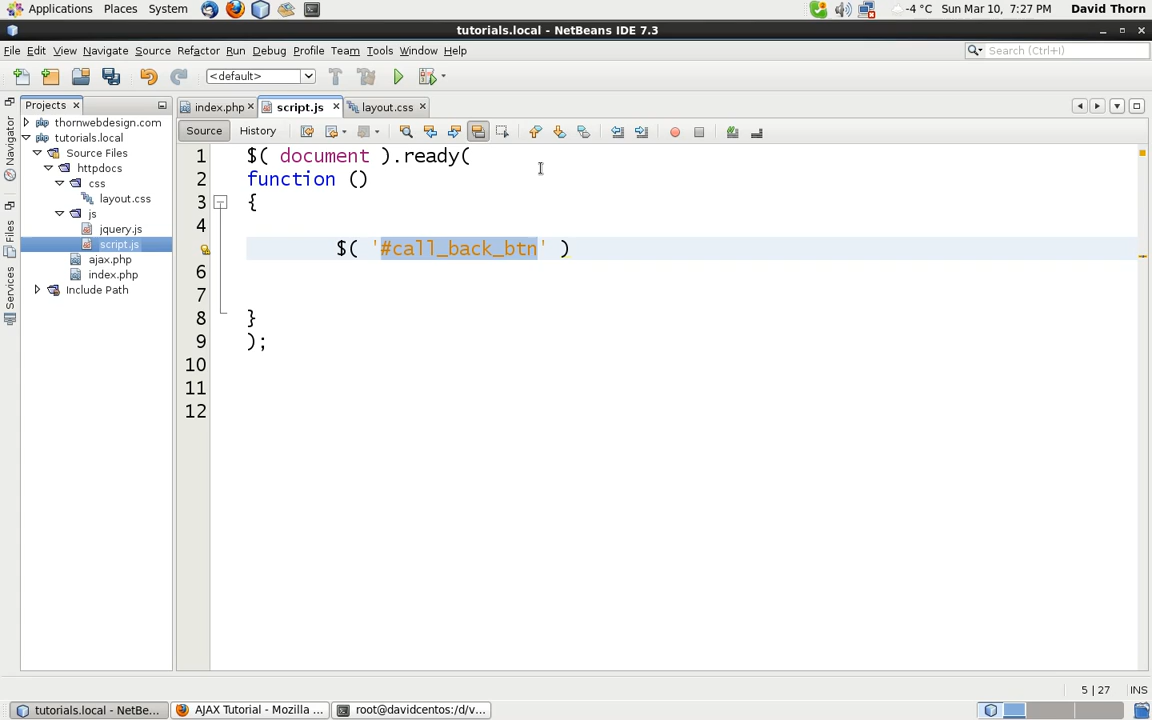 Applications Places System -4 °C Sun Mar 10, 7:27 PM David Thorn
tutorials.local - NetBeans IDE 7.3
File Edit View Navigate Source Refactor Run Debug Profile Team Tools Window Help Search (Ctrl+I)
<default>
Projects index.php script.js layout.css
thornwebdesign.com
tutorials.local
Source Files
httpdocs
css
layout.css
js
jquery.js
script.js
ajax.php
index.php
Include Path
Navigator
Files
Services
Source History
1 $( document ).ready(
2 function ()
3 {
4
$( '#call_back_btn' )
6
7
8 }
9 );
10
11
12
5 | 27 INS
tutorials.local - NetBe... AJAX Tutorial - Mozilla ... root@davidcentos:/d/v...